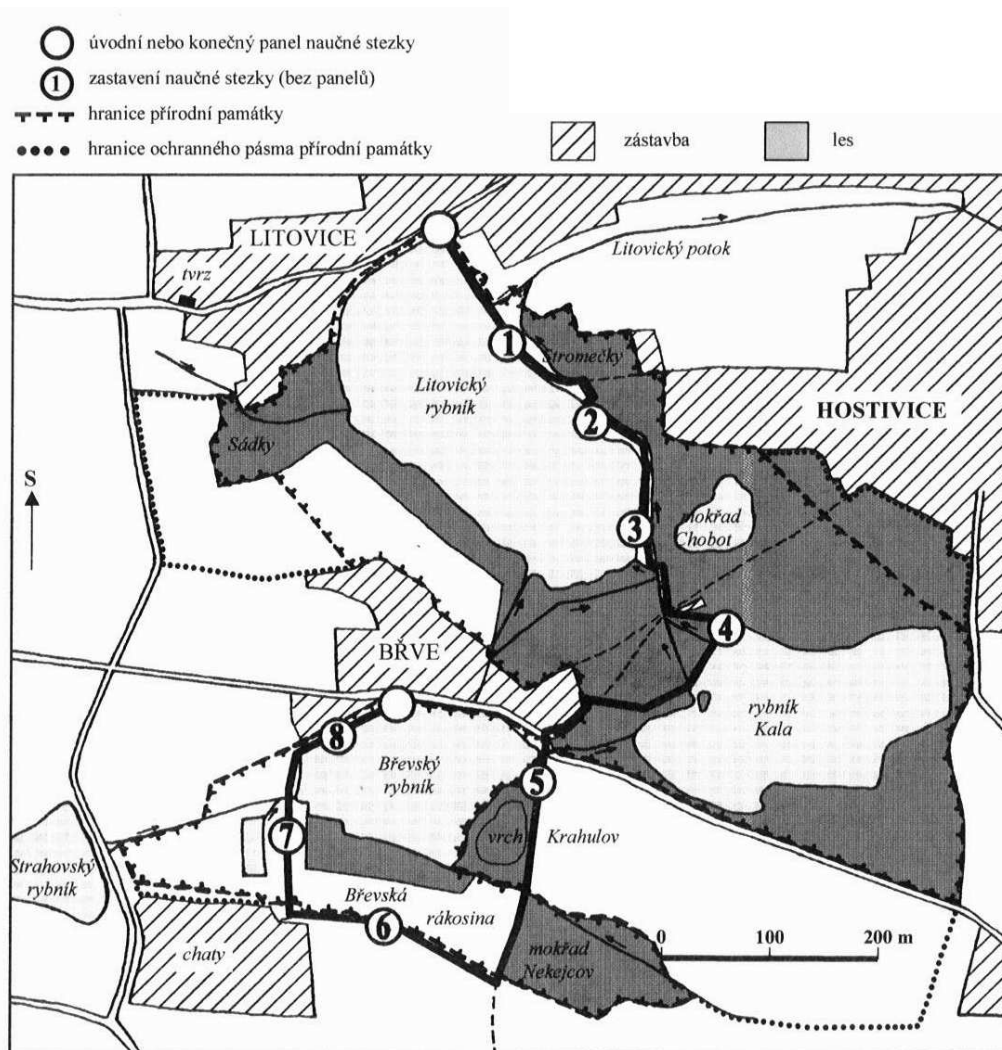 úvodní nebo konečný panel naučné stezky
1 zastavení naučné stezky (bez panelů)
hranice přírodní památky
hranice ochranného pásma přírodní památky
zástavba
les
LITOVICE
tvrz
Litovický potok
1
Stromečky
Litovický
rybník
2
HOSTIVICE
Sádky
S
3
mokřad
Chobot
4
BŘVE
rybník
Kala
8
Břevský
rybník
5
7
vrch
Krahulov
Strahovský
rybník
Břevská
rákosina
6
chaty
mokřad
Nekejcov
0 100 200 m